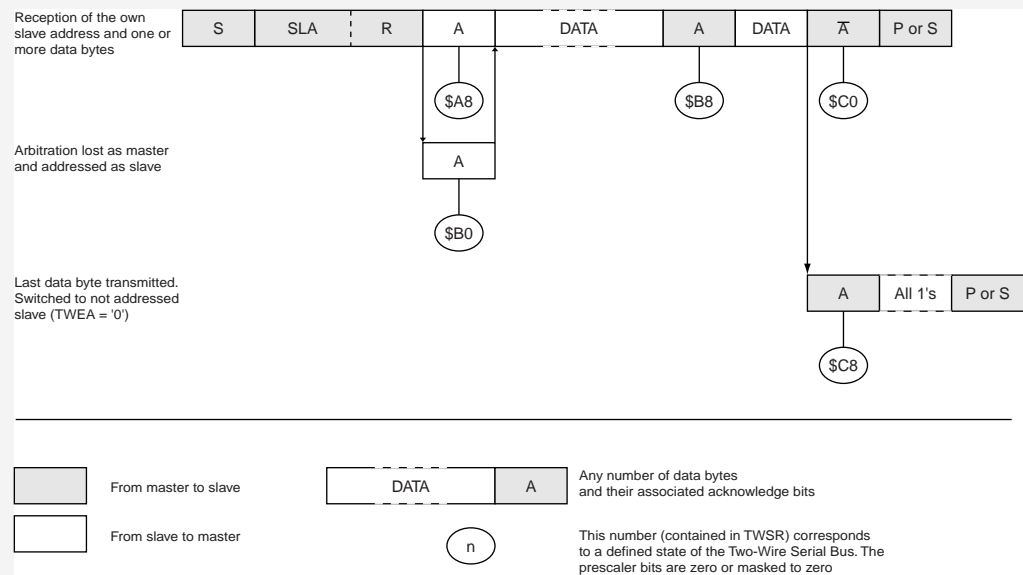 Reception of the own
slave address and one or
more data bytes
S SLA R A DATA A DATA A̅ P or S
$A8 $B8 $C0
Arbitration lost as master
and addressed as slave
A
$B0
Last data byte transmitted.
Switched to not addressed
slave (TWEA = '0')
A All 1's P or S
$C8
From master to slave
DATA A
Any number of data bytes
and their associated acknowledge bits
From slave to master
n
This number (contained in TWSR) corresponds
to a defined state of the Two-Wire Serial Bus. The
prescaler bits are zero or masked to zero